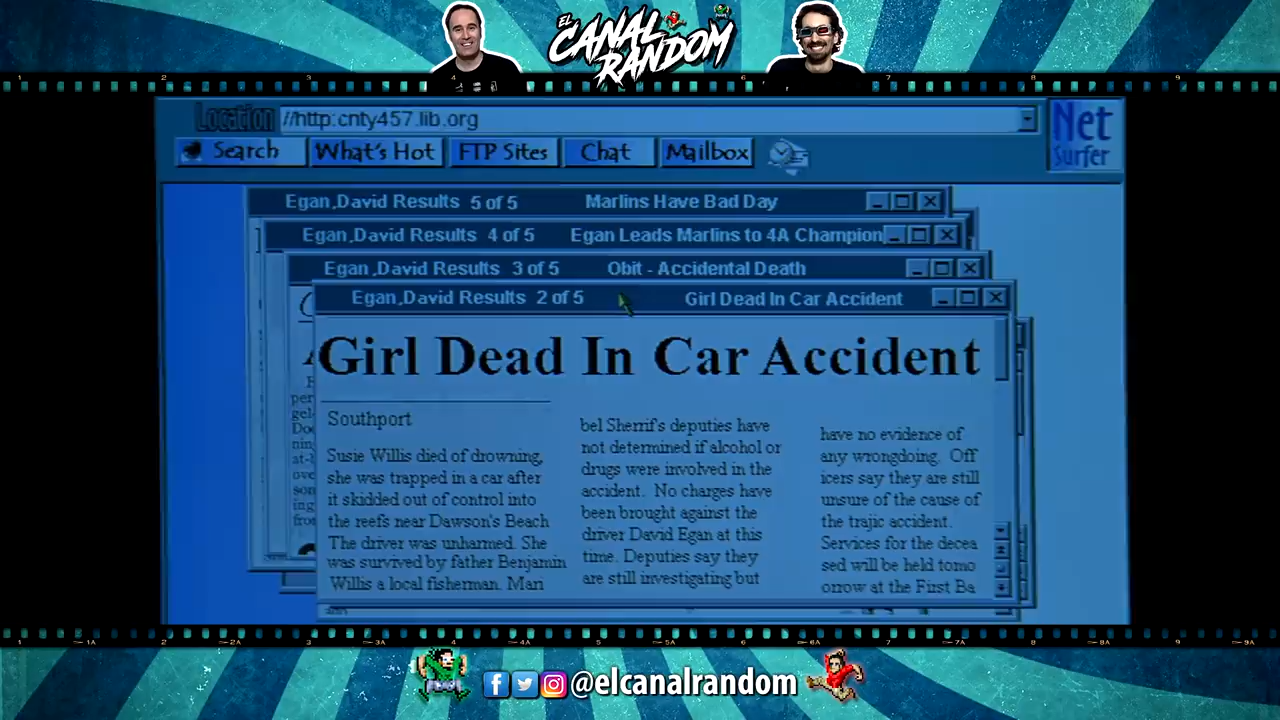 EL CANAL RANDOM
Location //http:cnty457.lib.org
Net Surfer
Search What's Hot FTP Sites Chat Mailbox
Egan,David Results 5 of 5 Marlins Have Bad Day
Egan,David Results 4 of 5 Egan Leads Marlins to 4A Champion
Egan,David Results 3 of 5 Obit - Accidental Death
Egan,David Results 2 of 5 Girl Dead In Car Accident
Girl Dead In Car Accident
Southport
Susie Willis died of drowning,
she was trapped in a car after
it skidded out of control into
the reefs near Dawson's Beach
The driver was unharmed. She
was survived by father Benjamin
Willis a local fisherman. Mari
bel Sherrif's deputies have
not determined if alcohol or
drugs were involved in the
accident. No charges have
been brought against the
driver David Egan at this
time. Deputies say they
are still investigating but
have no evidence of
any wrongdoing. Off
icers say they are still
unsure of the cause of
the trajic accident.
Services for the decea
sed will be held tomo
orrow at the First Ba
@elcanalrandom